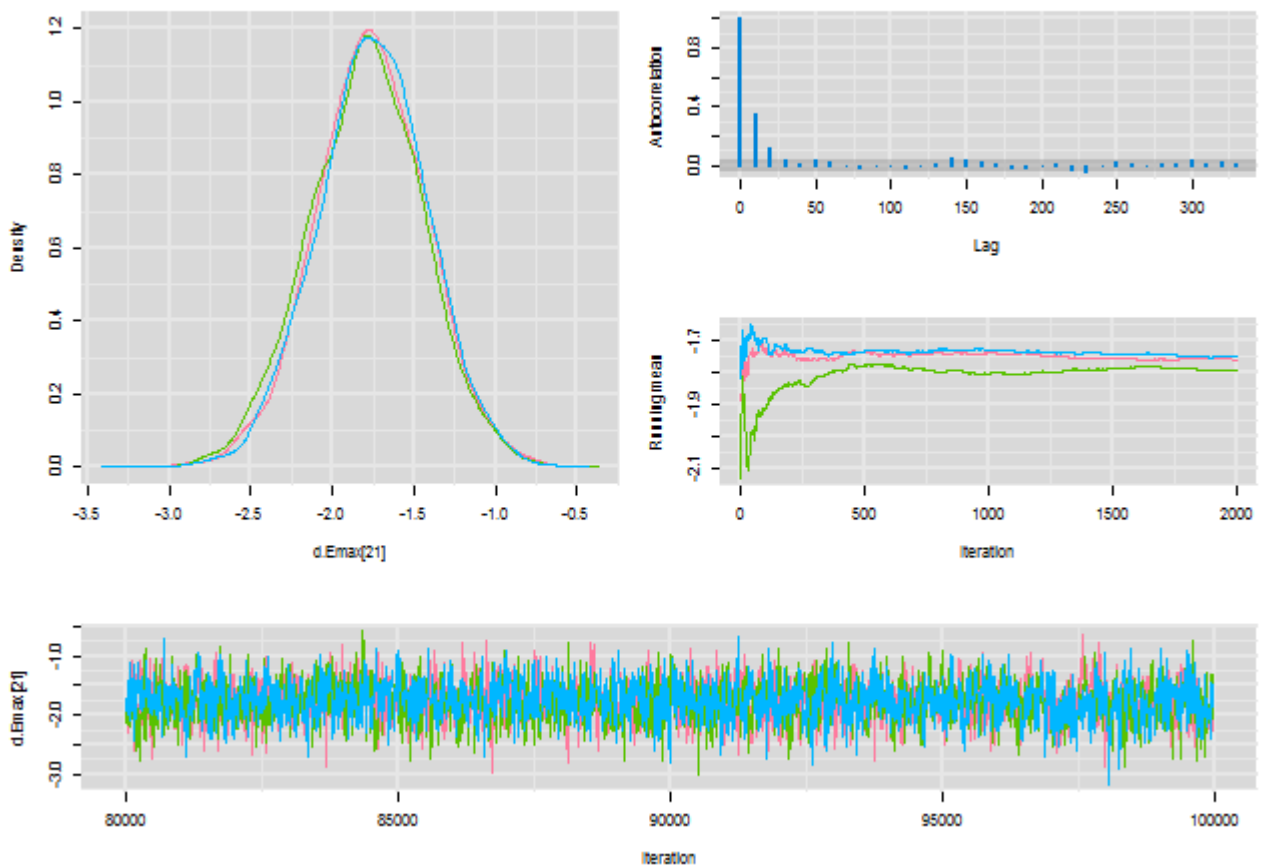 Density
0.0 0.2 0.4 0.6 0.8 1.0 1.2
-3.5 -3.0 -2.5 -2.0 -1.5 -1.0 -0.5
d.Emax[21]
Autocorrelation
0.0 0.4 0.8
0 50 100 150 200 250 300
Lag
Running mean
-2.1 -1.9 -1.7
0 500 1000 1500 2000
Iteration
d.Emax[21]
-3.0 -2.0 -1.0
80000 85000 90000 95000 100000
Iteration